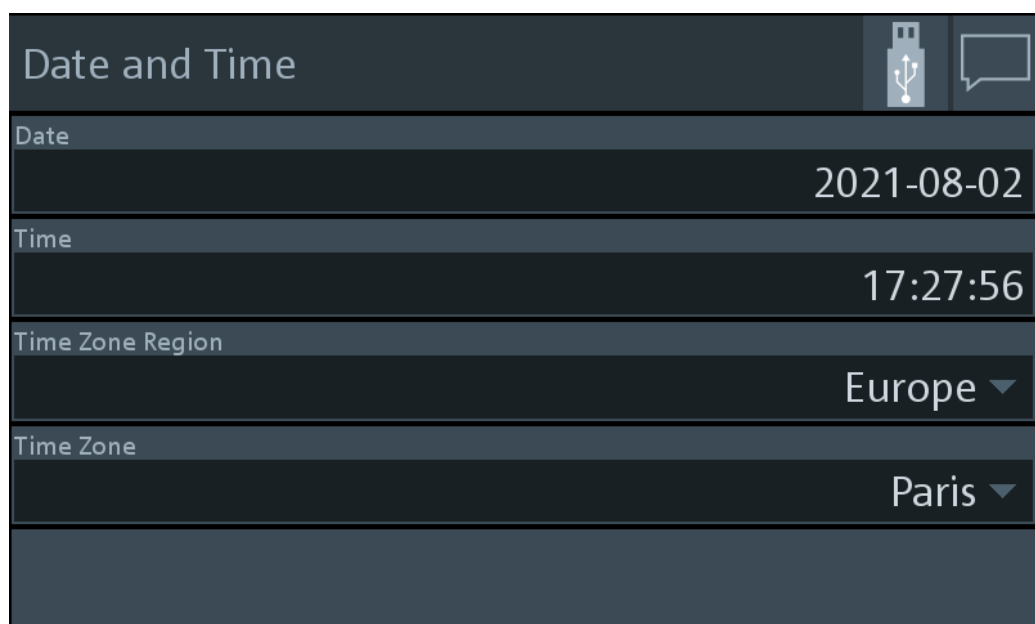 Date and Time
Date
2021-08-02
Time
17:27:56
Time Zone Region
Europe
Time Zone
Paris